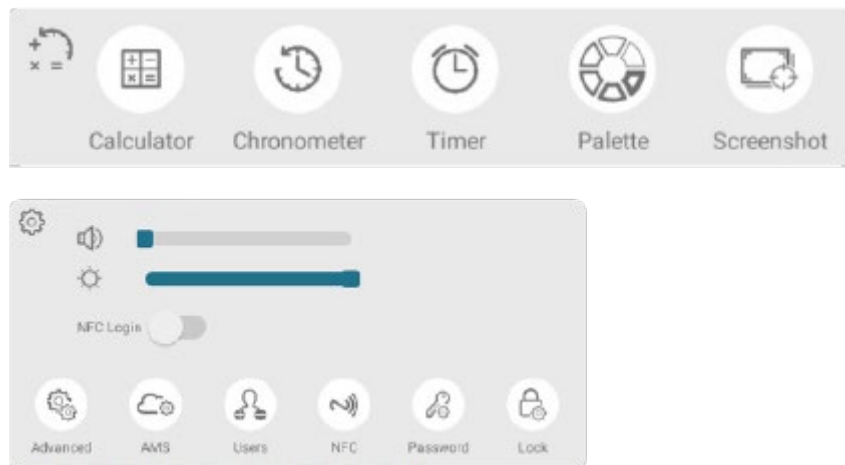 Calculator Chronometer Timer Palette Screenshot
NFC Login
Advanced AMS Users NFC Password Lock